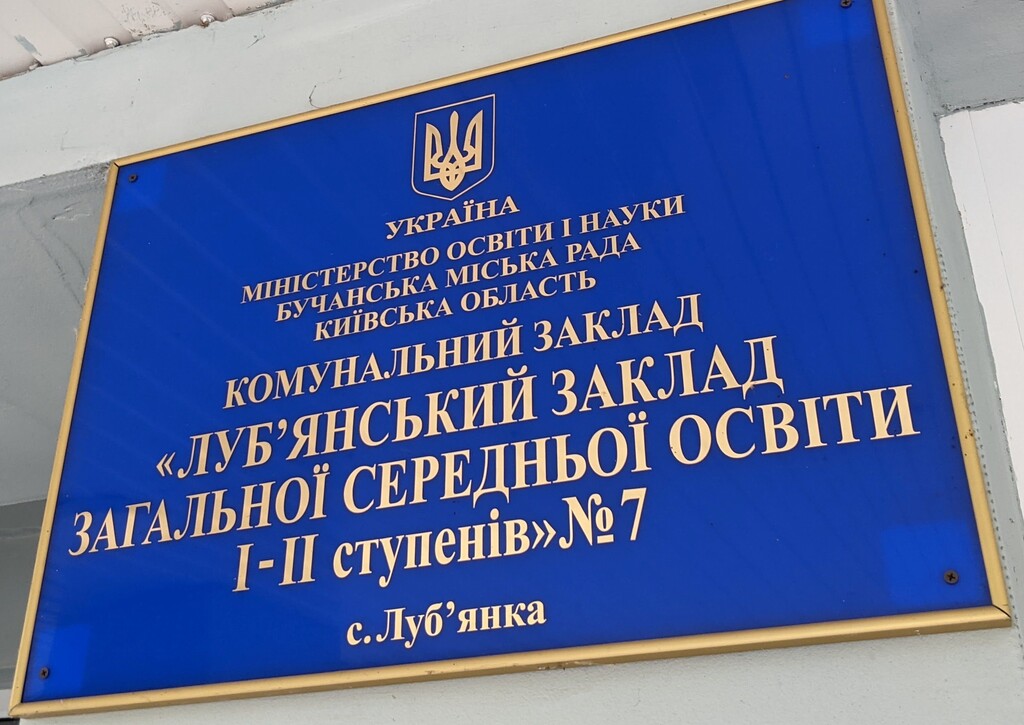 УКРАЇНА
МІНІСТЕРСТВО ОСВІТИ І НАУКИ
БУЧАНСЬКА МІСЬКА РАДА
КИЇВСЬКА ОБЛАСТЬ
КОМУНАЛЬНИЙ ЗАКЛАД
«ЛУБ’ЯНСЬКИЙ ЗАКЛАД
ЗАГАЛЬНОЇ СЕРЕДНЬОЇ ОСВІТИ
І-ІІ ступенів»№7
с.Луб’янка